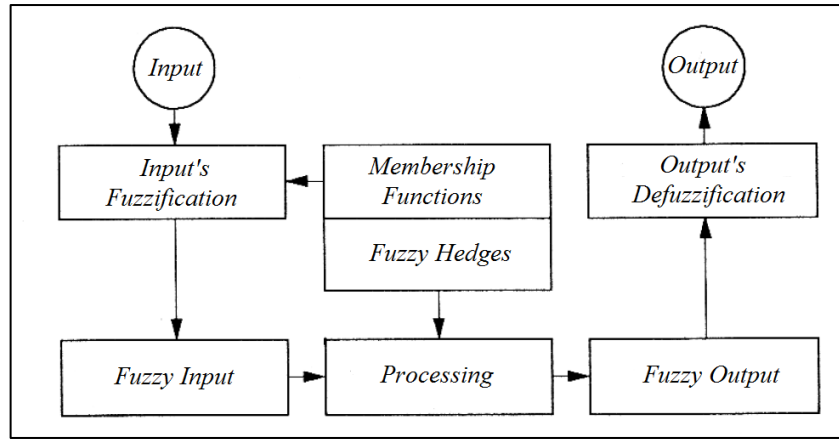 Input
Output
Input's
Fuzzification
Membership
Functions
Output's
Defuzzification
Fuzzy Hedges
Fuzzy Input
Processing
Fuzzy Output